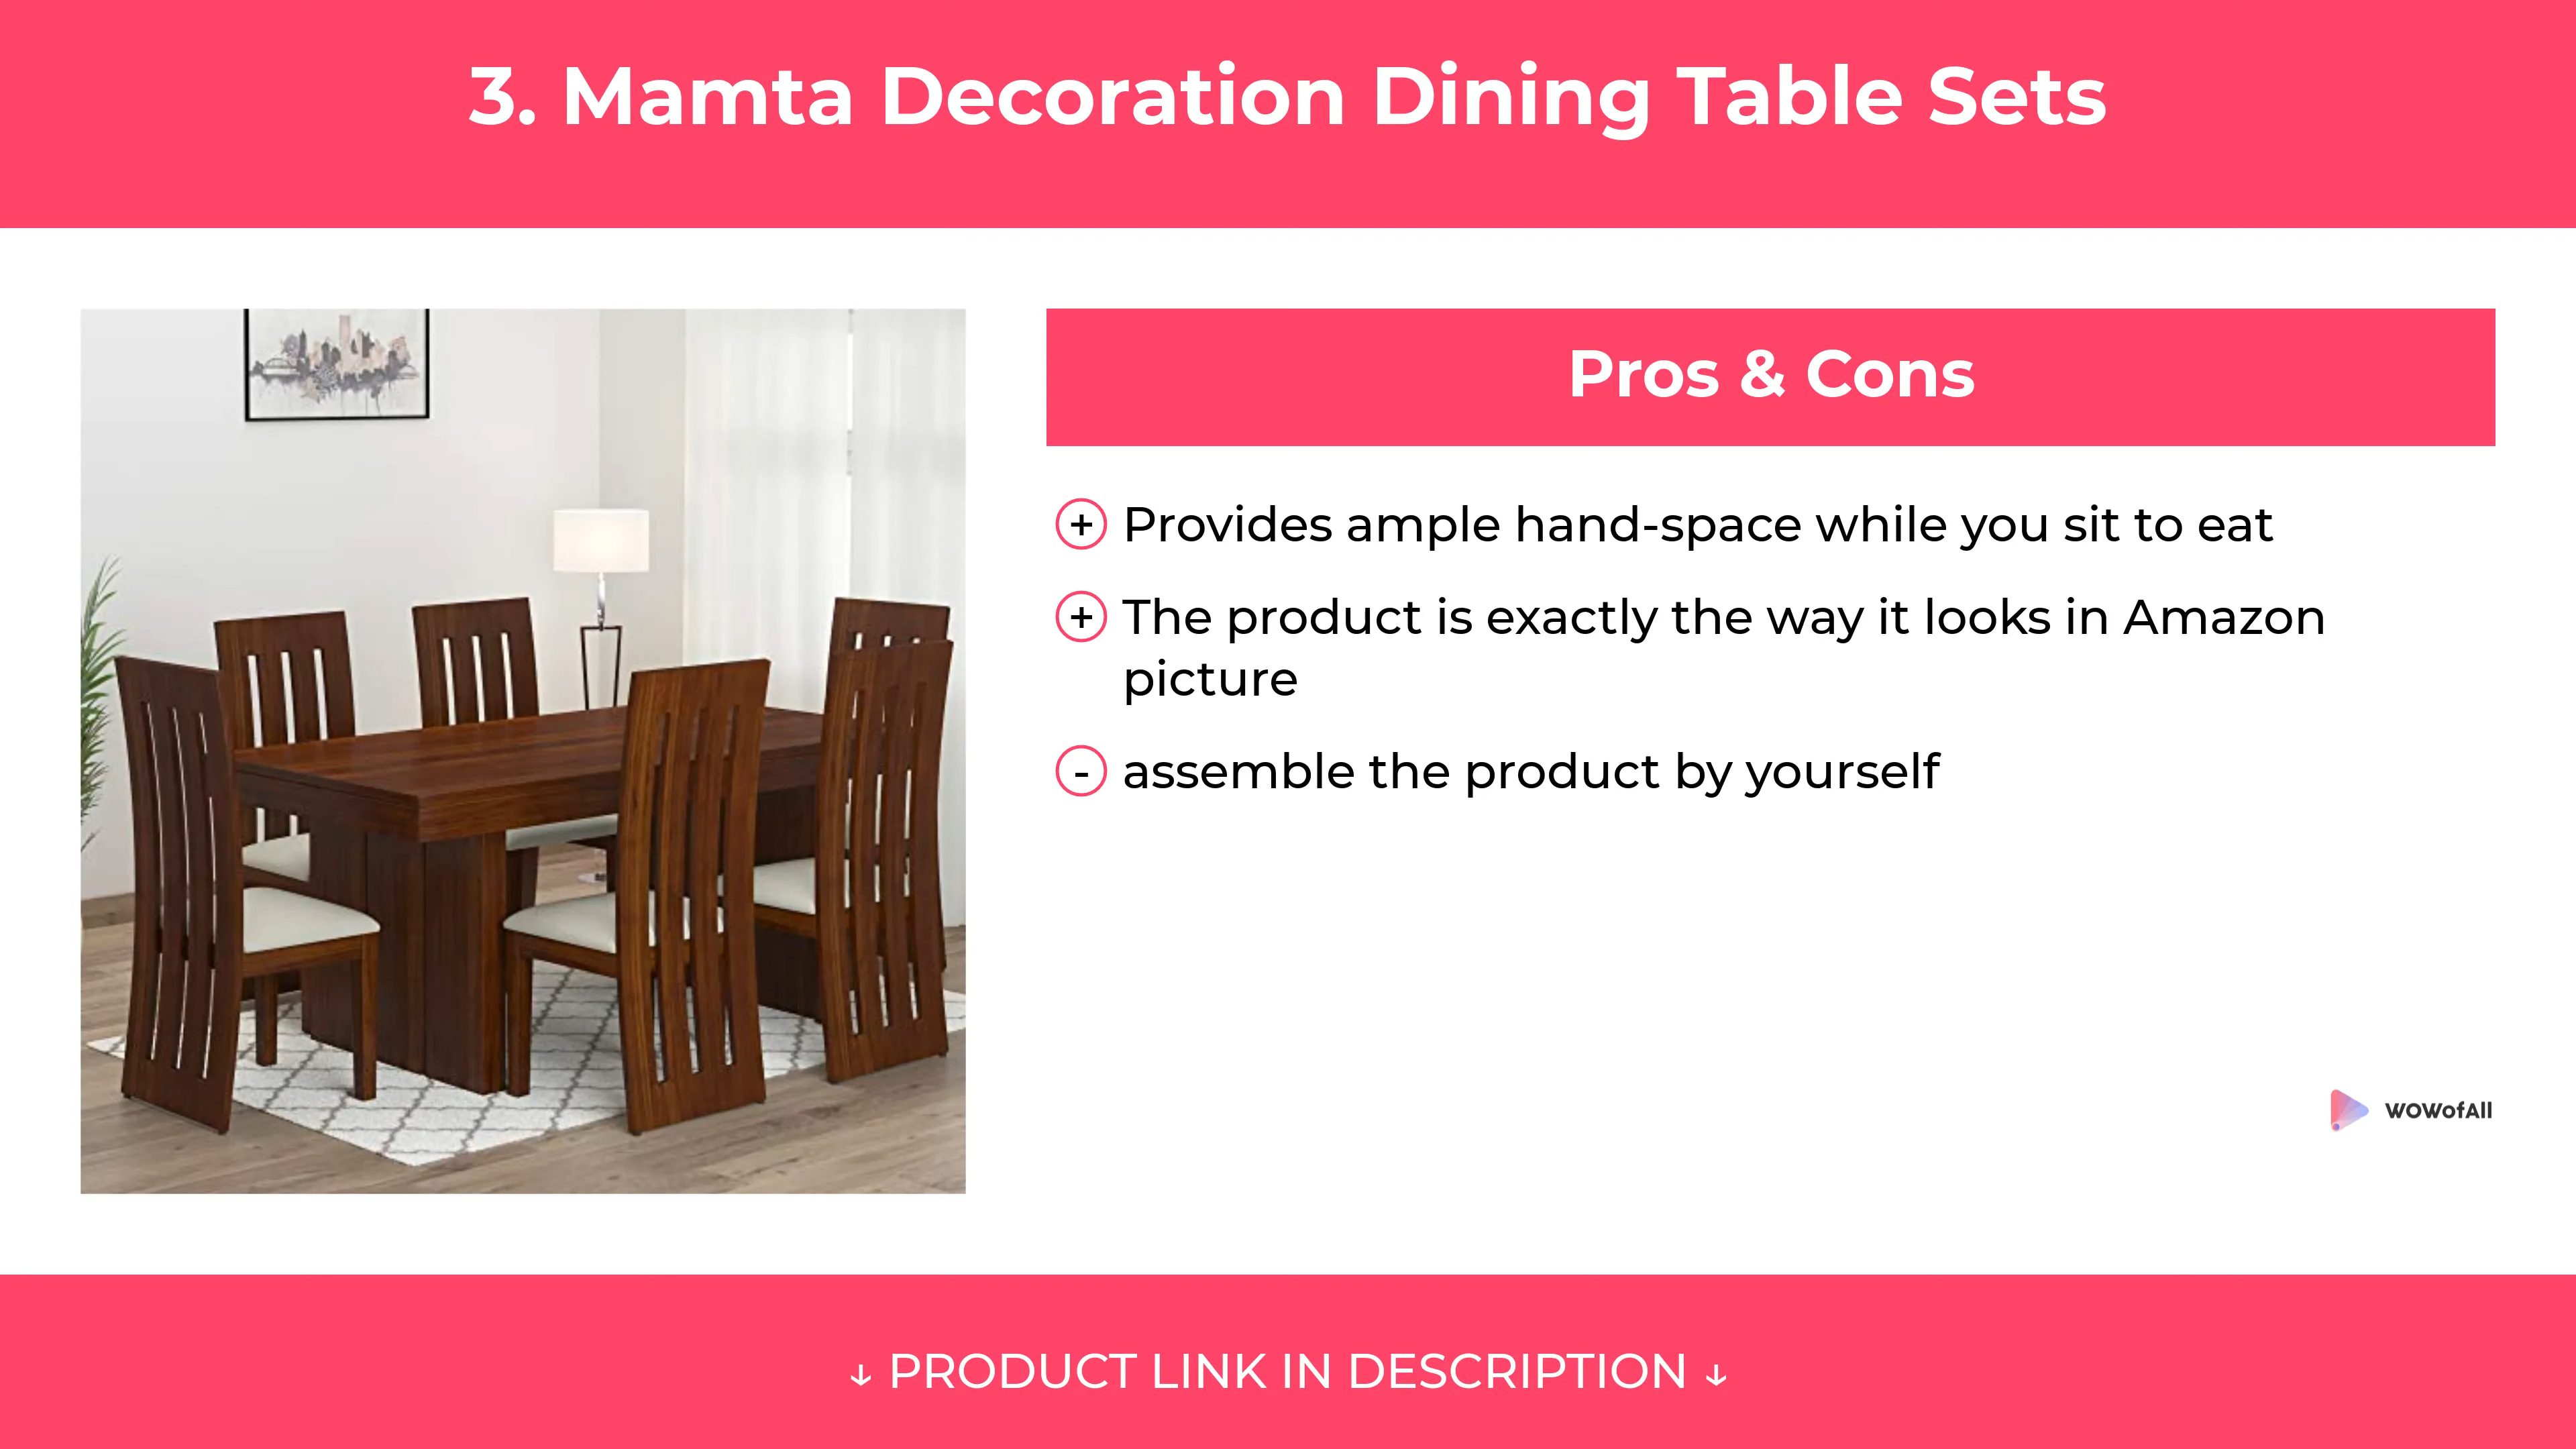 3. Mamta Decoration Dining Table Sets
Pros & Cons
+ Provides ample hand-space while you sit to eat
+ The product is exactly the way it looks in Amazon
picture
- assemble the product by yourself
WOWofAll
↓ PRODUCT LINK IN DESCRIPTION ↓